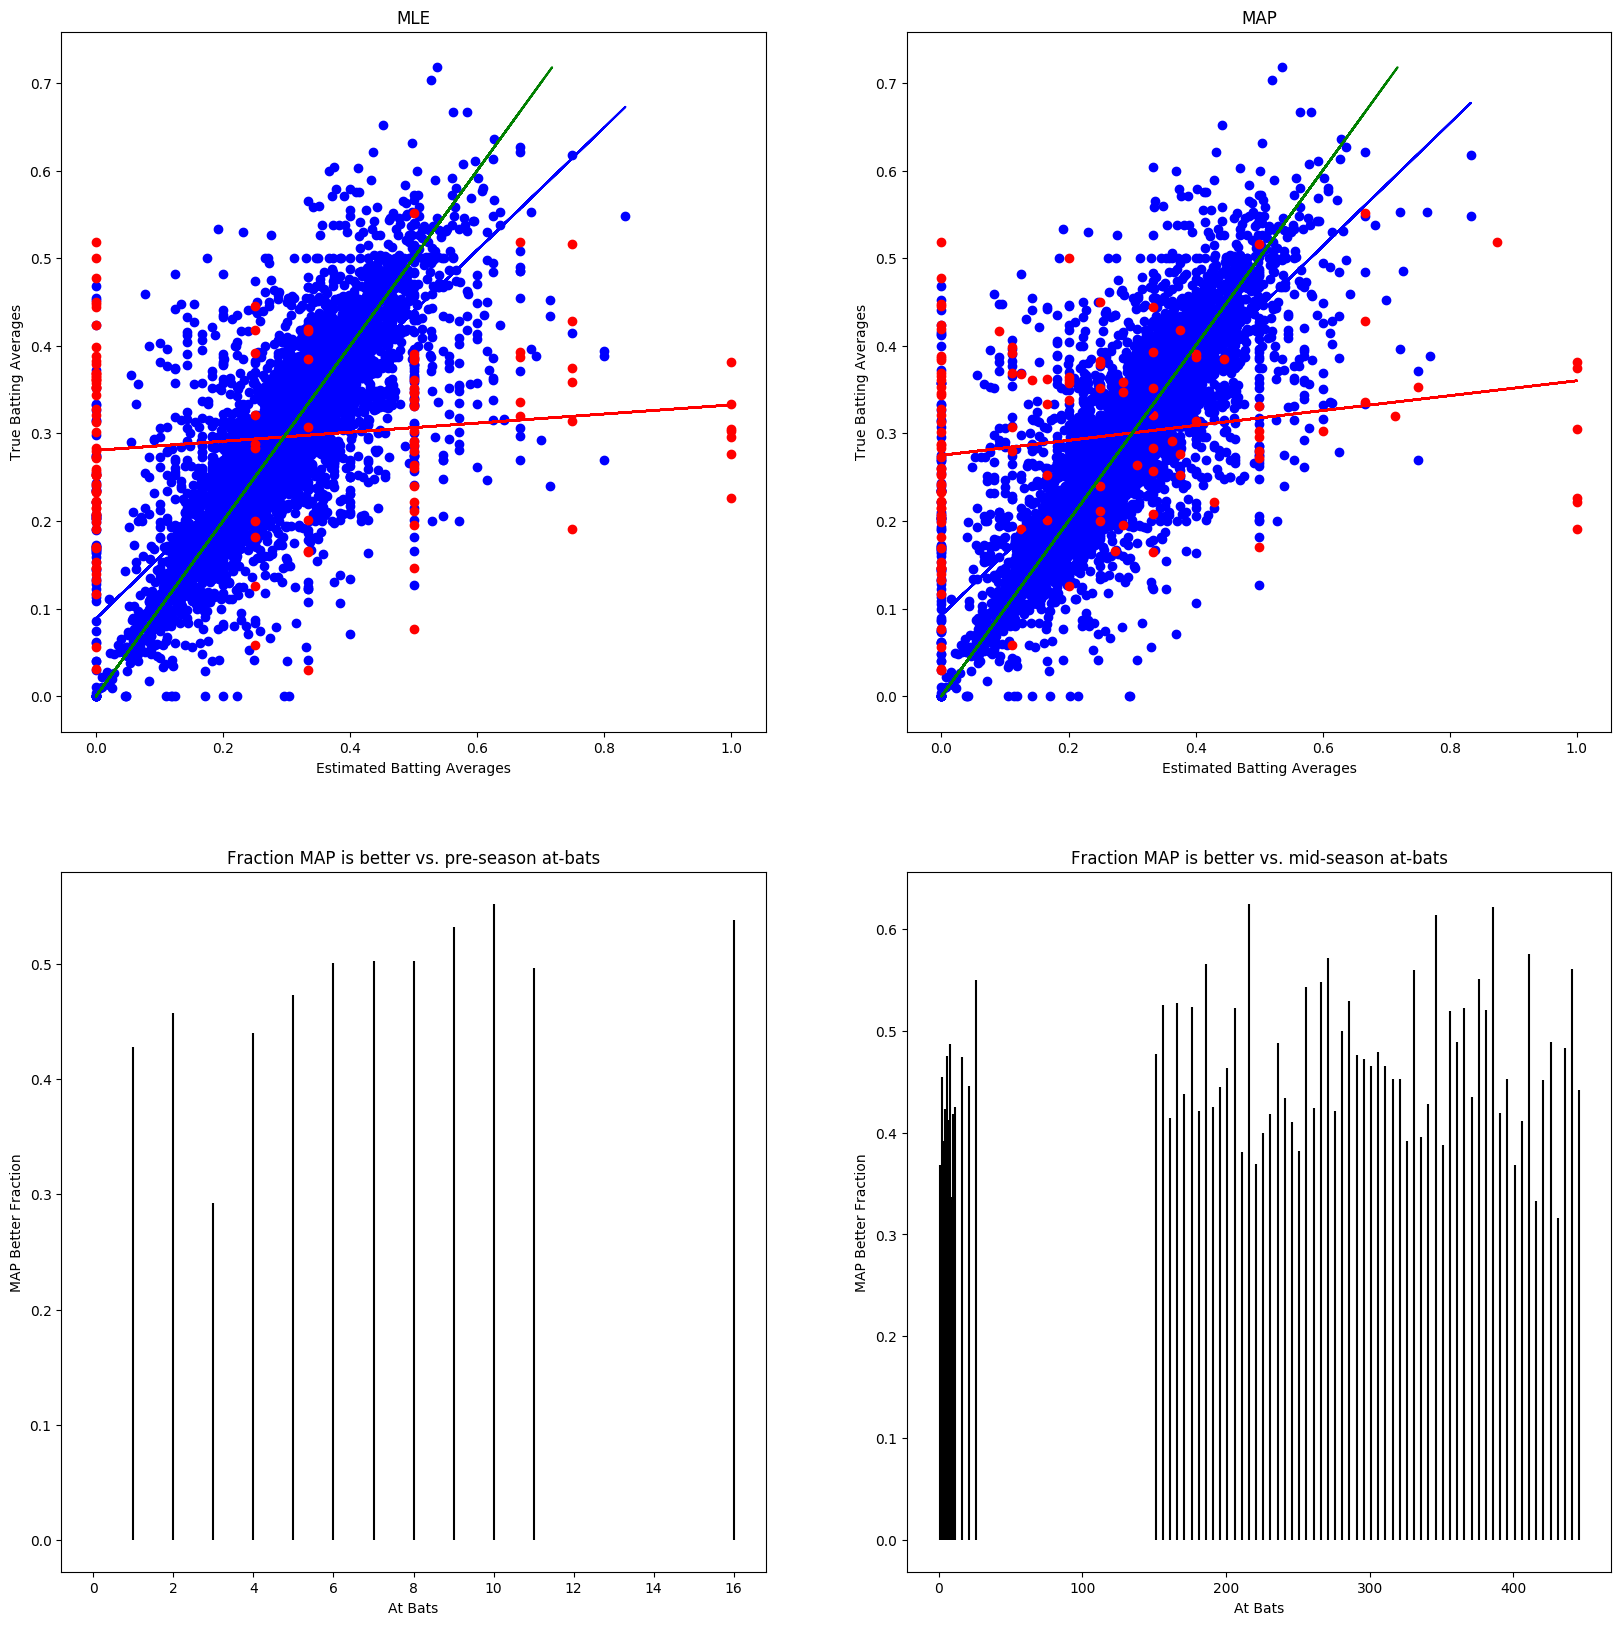 MLE
True Batting Averages
0.7
0.6
0.5
0.4
0.3
0.2
0.1
0.0
0.0 0.2 0.4 0.6 0.8 1.0
Estimated Batting Averages
MAP
True Batting Averages
0.7
0.6
0.5
0.4
0.3
0.2
0.1
0.0
0.0 0.2 0.4 0.6 0.8 1.0
Estimated Batting Averages
Fraction MAP is better vs. pre-season at-bats
MAP Better Fraction
0.5
0.4
0.3
0.2
0.1
0.0
0 2 4 6 8 10 12 14 16
At Bats
Fraction MAP is better vs. mid-season at-bats
MAP Better Fraction
0.6
0.5
0.4
0.3
0.2
0.1
0.0
0 100 200 300 400
At Bats